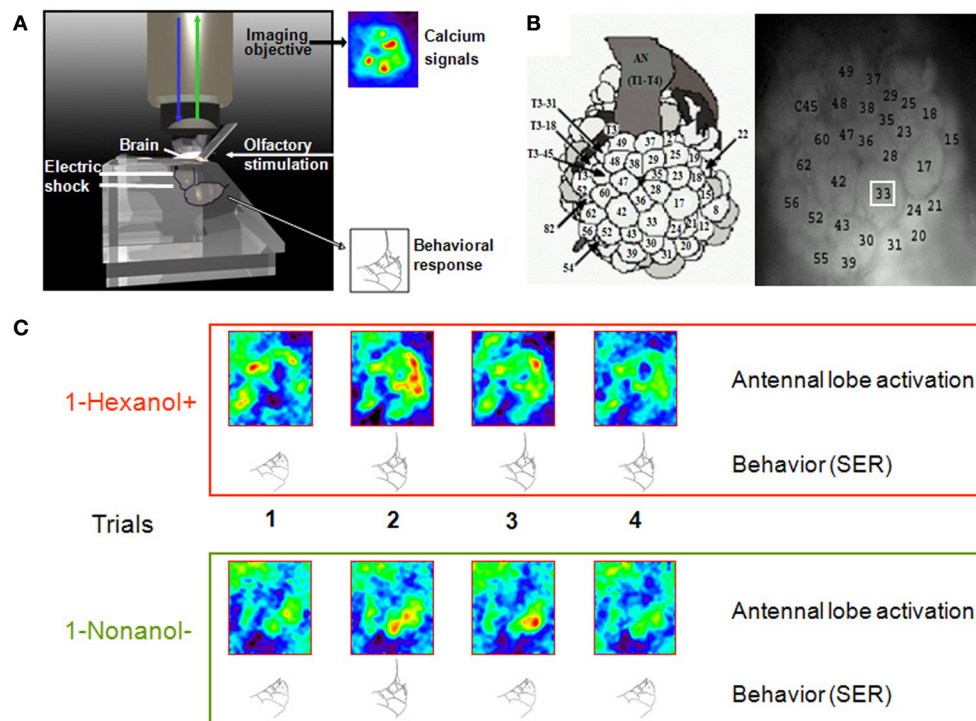 A
Imaging
objective
Calcium
signals
Brain
Olfactory
stimulation
Electric
shock
Behavioral
response
B
AN
(T1-T4)
T3-31
T3-18
T3-45
T3
49 37 27
48 38 29 25 19
22
T3
52
47 35 23 18
60 36 28 17 15
62 42 33 8
82
56 52 43 24 21 12
30 20
54
39 31
49 37
C45 48 38 29 25 18
35
60 47 36 23 15
28
62 17
42 33
56 52 43 24 21
30 31 20
55 39
C
1-Hexanol+
Antennal lobe activation
Behavior (SER)
Trials 1 2 3 4
1-Nonanol-
Antennal lobe activation
Behavior (SER)